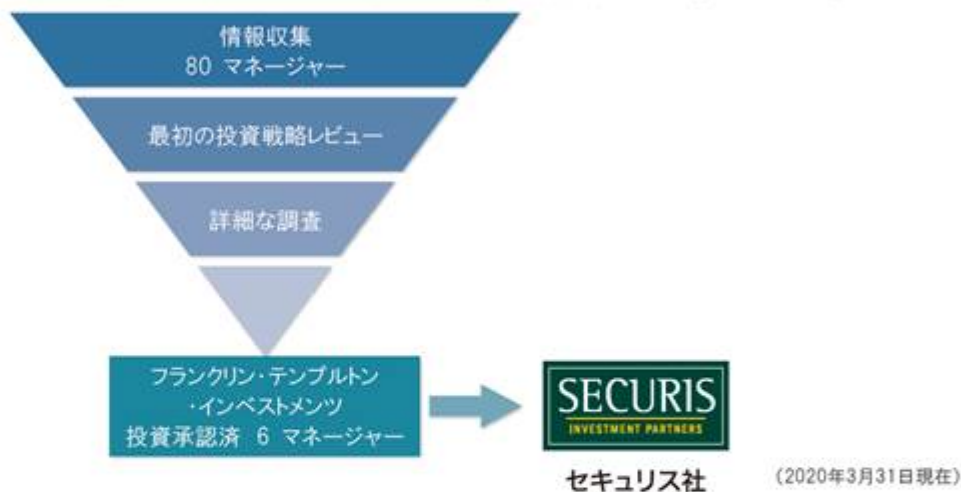 情報収集
80 マネージャー
最初の投資戦略レビュー
詳細な調査
フランクリン・テンプルトン
・インベストメンツ
投資承認済 6 マネージャー
SECURIS
INVESTMENT PARTNERS
セキュリス社
(2020年3月31日現在)